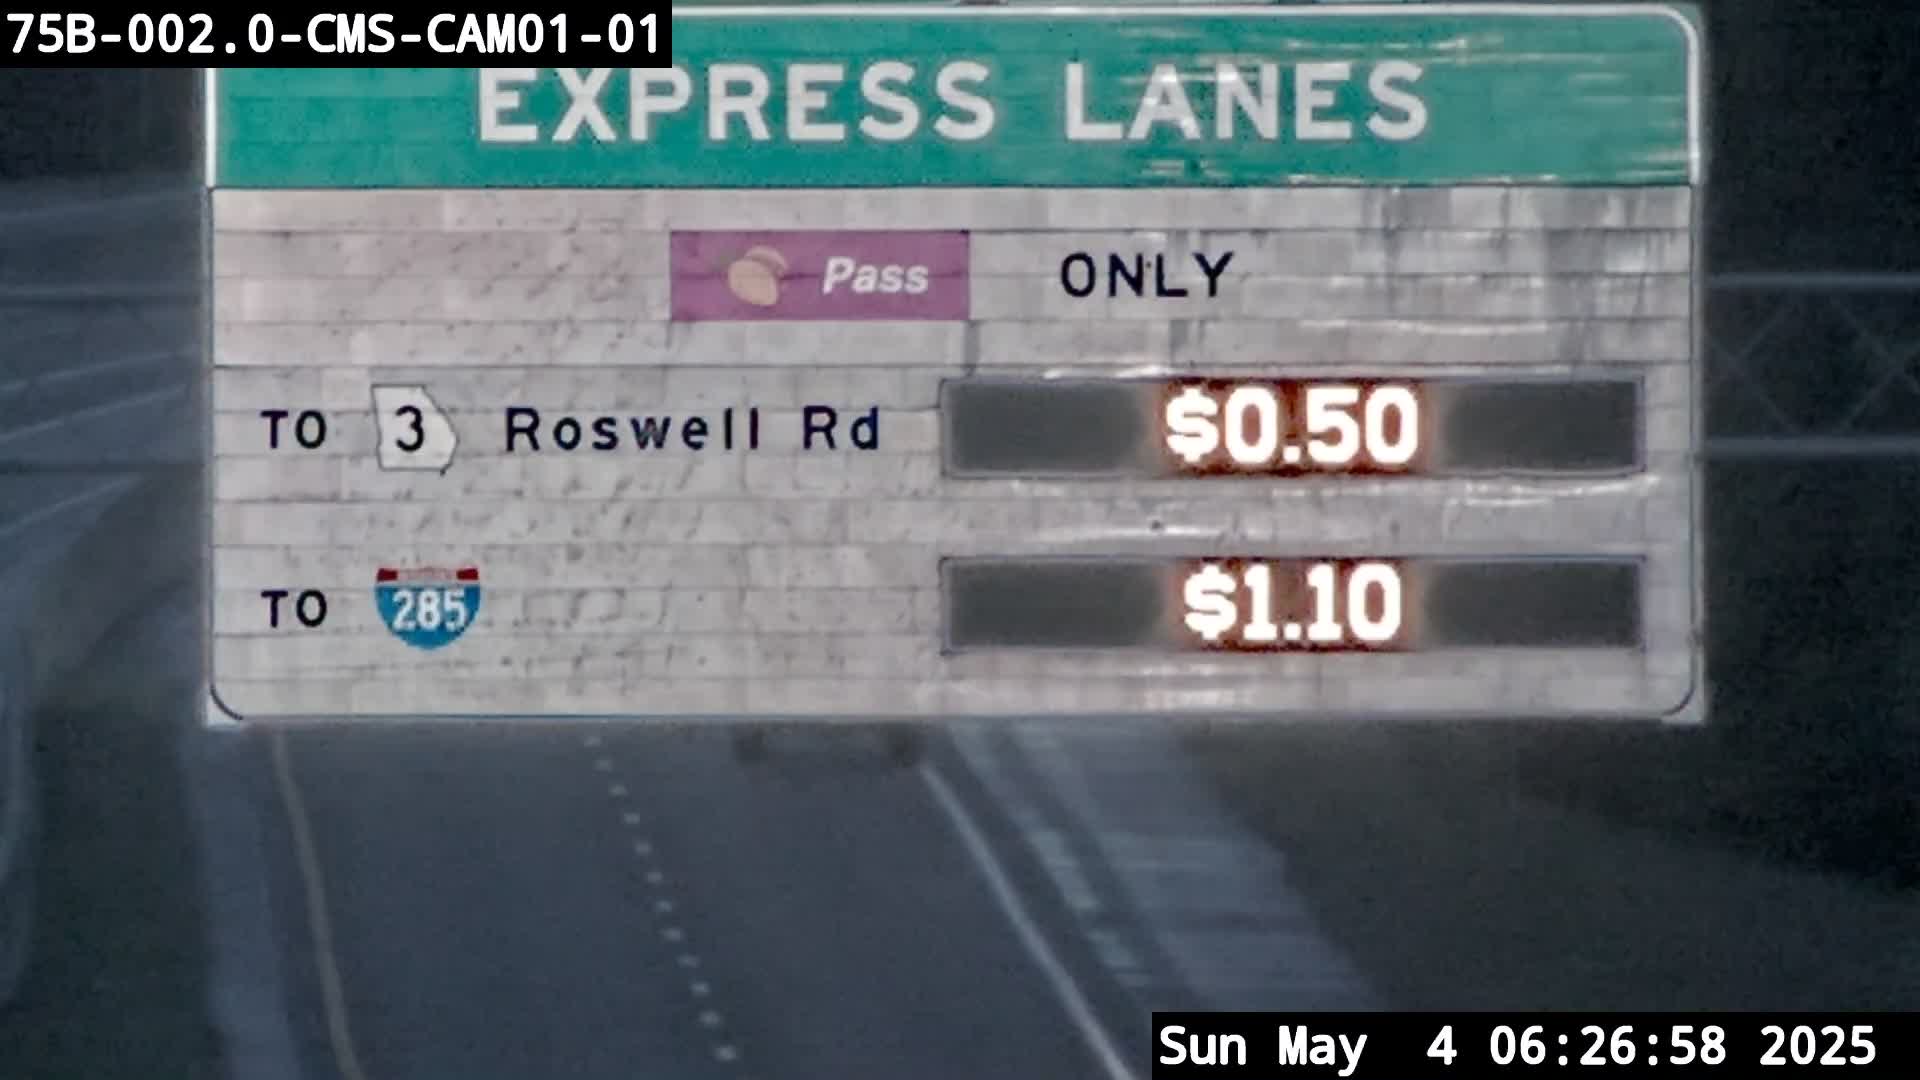 75B-002.0-CMS-CAM01-01
EXPRESS LANES
Pass ONLY
TO 3 Roswell Rd $0.50
TO 285 $1.10
Sun May 4 06:26:58 2025